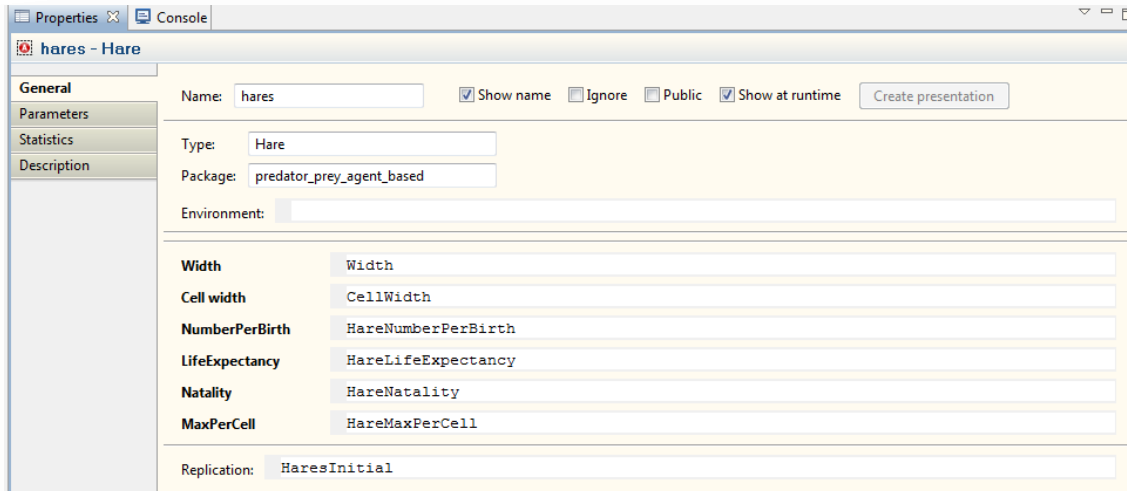 Properties Console
hares - Hare
General
Parameters
Statistics
Description
Name: hares Show name Ignore Public Show at runtime Create presentation
Type: Hare
Package: predator_prey_agent_based
Environment:
Width Width
Cell width CellWidth
NumberPerBirth HareNumberPerBirth
LifeExpectancy HareLifeExpectancy
Natality HareNatality
MaxPerCell HareMaxPerCell
Replication: HaresInitial